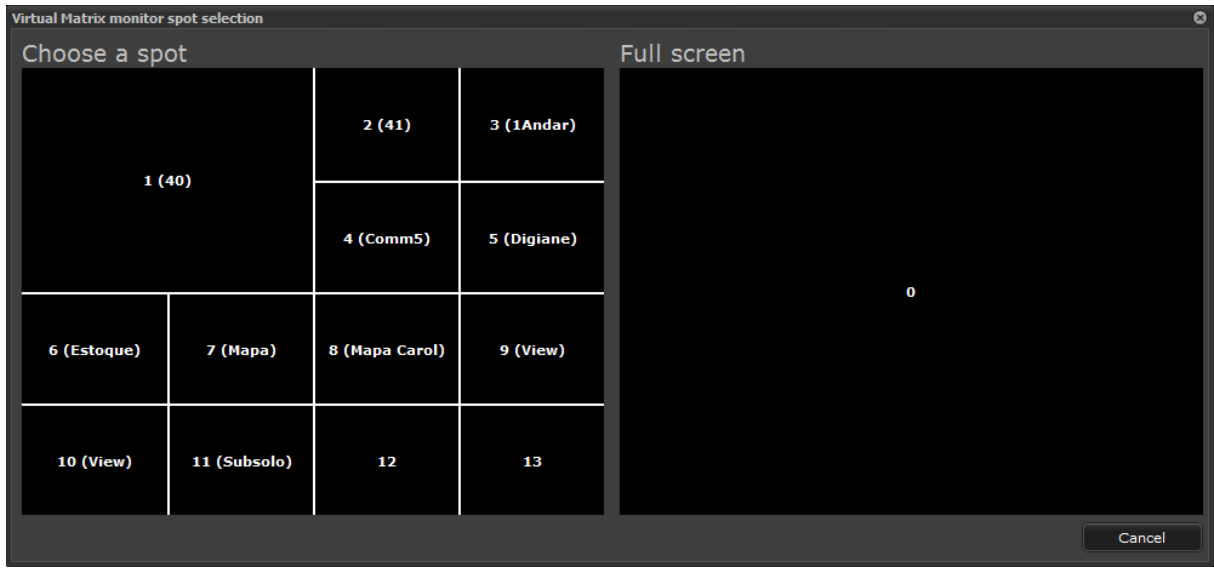 Virtual Matrix monitor spot selection
Choose a spot
Full screen
1 (40)
2 (41)
3 (1Andar)
4 (Comm5)
5 (Digiane)
6 (Estoque)
7 (Mapa)
8 (Mapa Carol)
9 (View)
10 (View)
11 (Subsolo)
12
13
0
Cancel